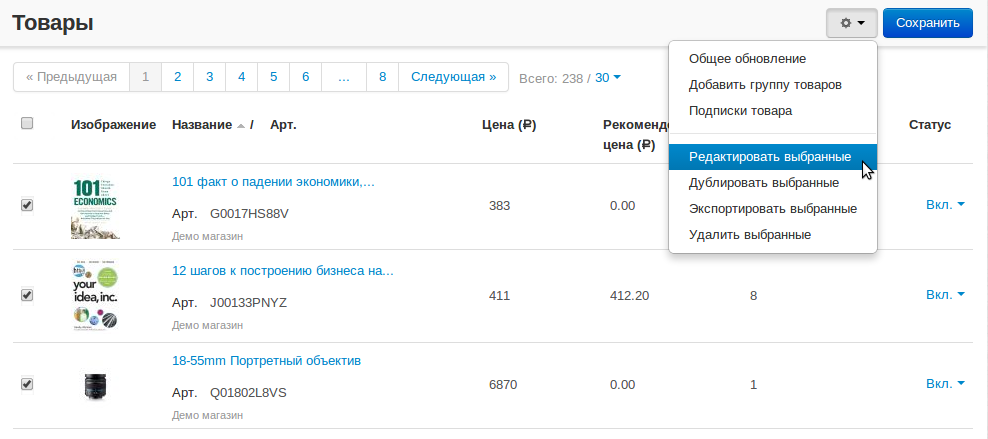 Товары
Сохранить
« Предыдущая 1 2 3 4 5 6 ... 8 Следующая » Всего: 238 / 30
Общее обновление
Добавить группу товаров
Подписки товара
Редактировать выбранные
Дублировать выбранные
Экспортировать выбранные
Удалить выбранные
Изображение Название / Арт. Цена (₽) Рекоменд
цена (₽) Статус
101
ECONOMICS
101 факт о падении экономики,...
Арт. G0017HS88V
Демо магазин
383 0.00 Вкл.
your
idea, inc.
12 шагов к построению бизнеса на...
Арт. J00133PNYZ
Демо магазин
411 412.20 8 Вкл.
18-55mm Портретный объектив
Арт. Q01802L8VS
Демо магазин
6870 0.00 1 Вкл.